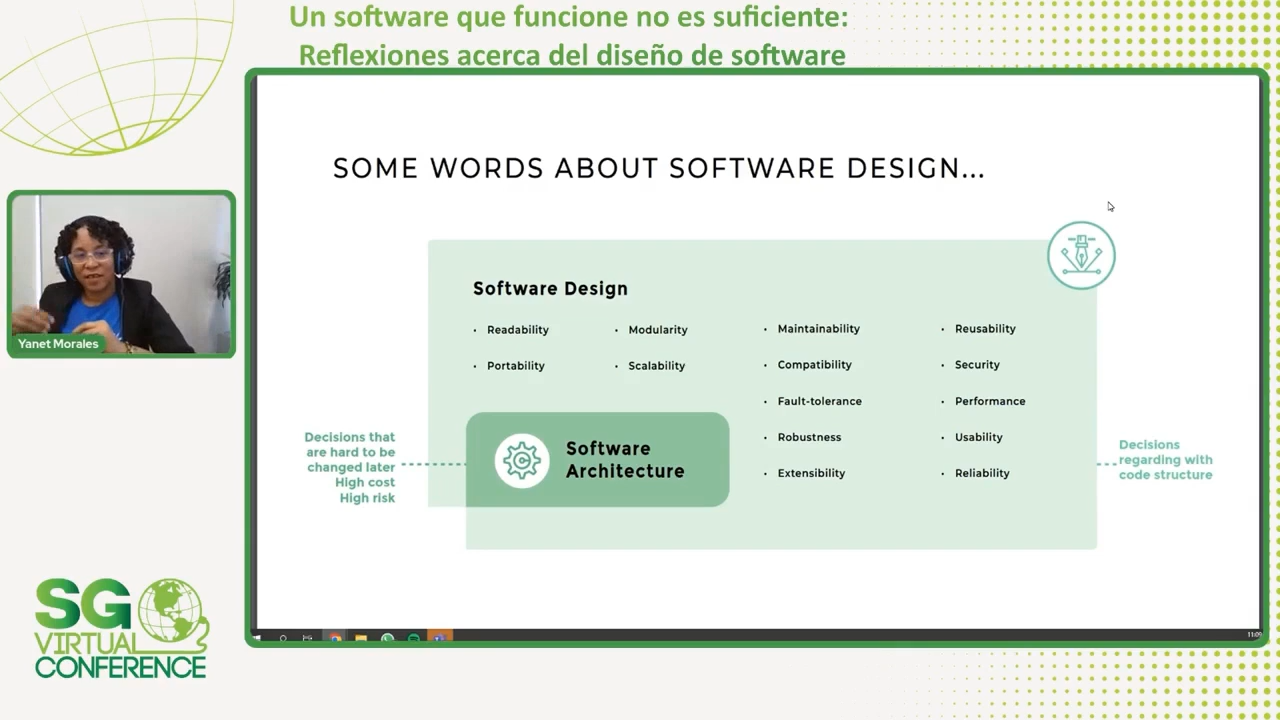 Un software que funcione no es suficiente:
Reflexiones acerca del diseño de software
SOME WORDS ABOUT SOFTWARE DESIGN...
Software Design
· Readability
· Modularity
· Maintainability
· Reusability
· Portability
· Scalability
· Compatibility
· Security
· Fault-tolerance
· Performance
· Robustness
· Usability
· Extensibility
· Reliability
Software
Architecture
Decisions that
are hard to be
changed later
High cost
High risk
Decisions
regarding with
code structure
Yanet Morales
SG
VIRTUAL
CONFERENCE
11:09